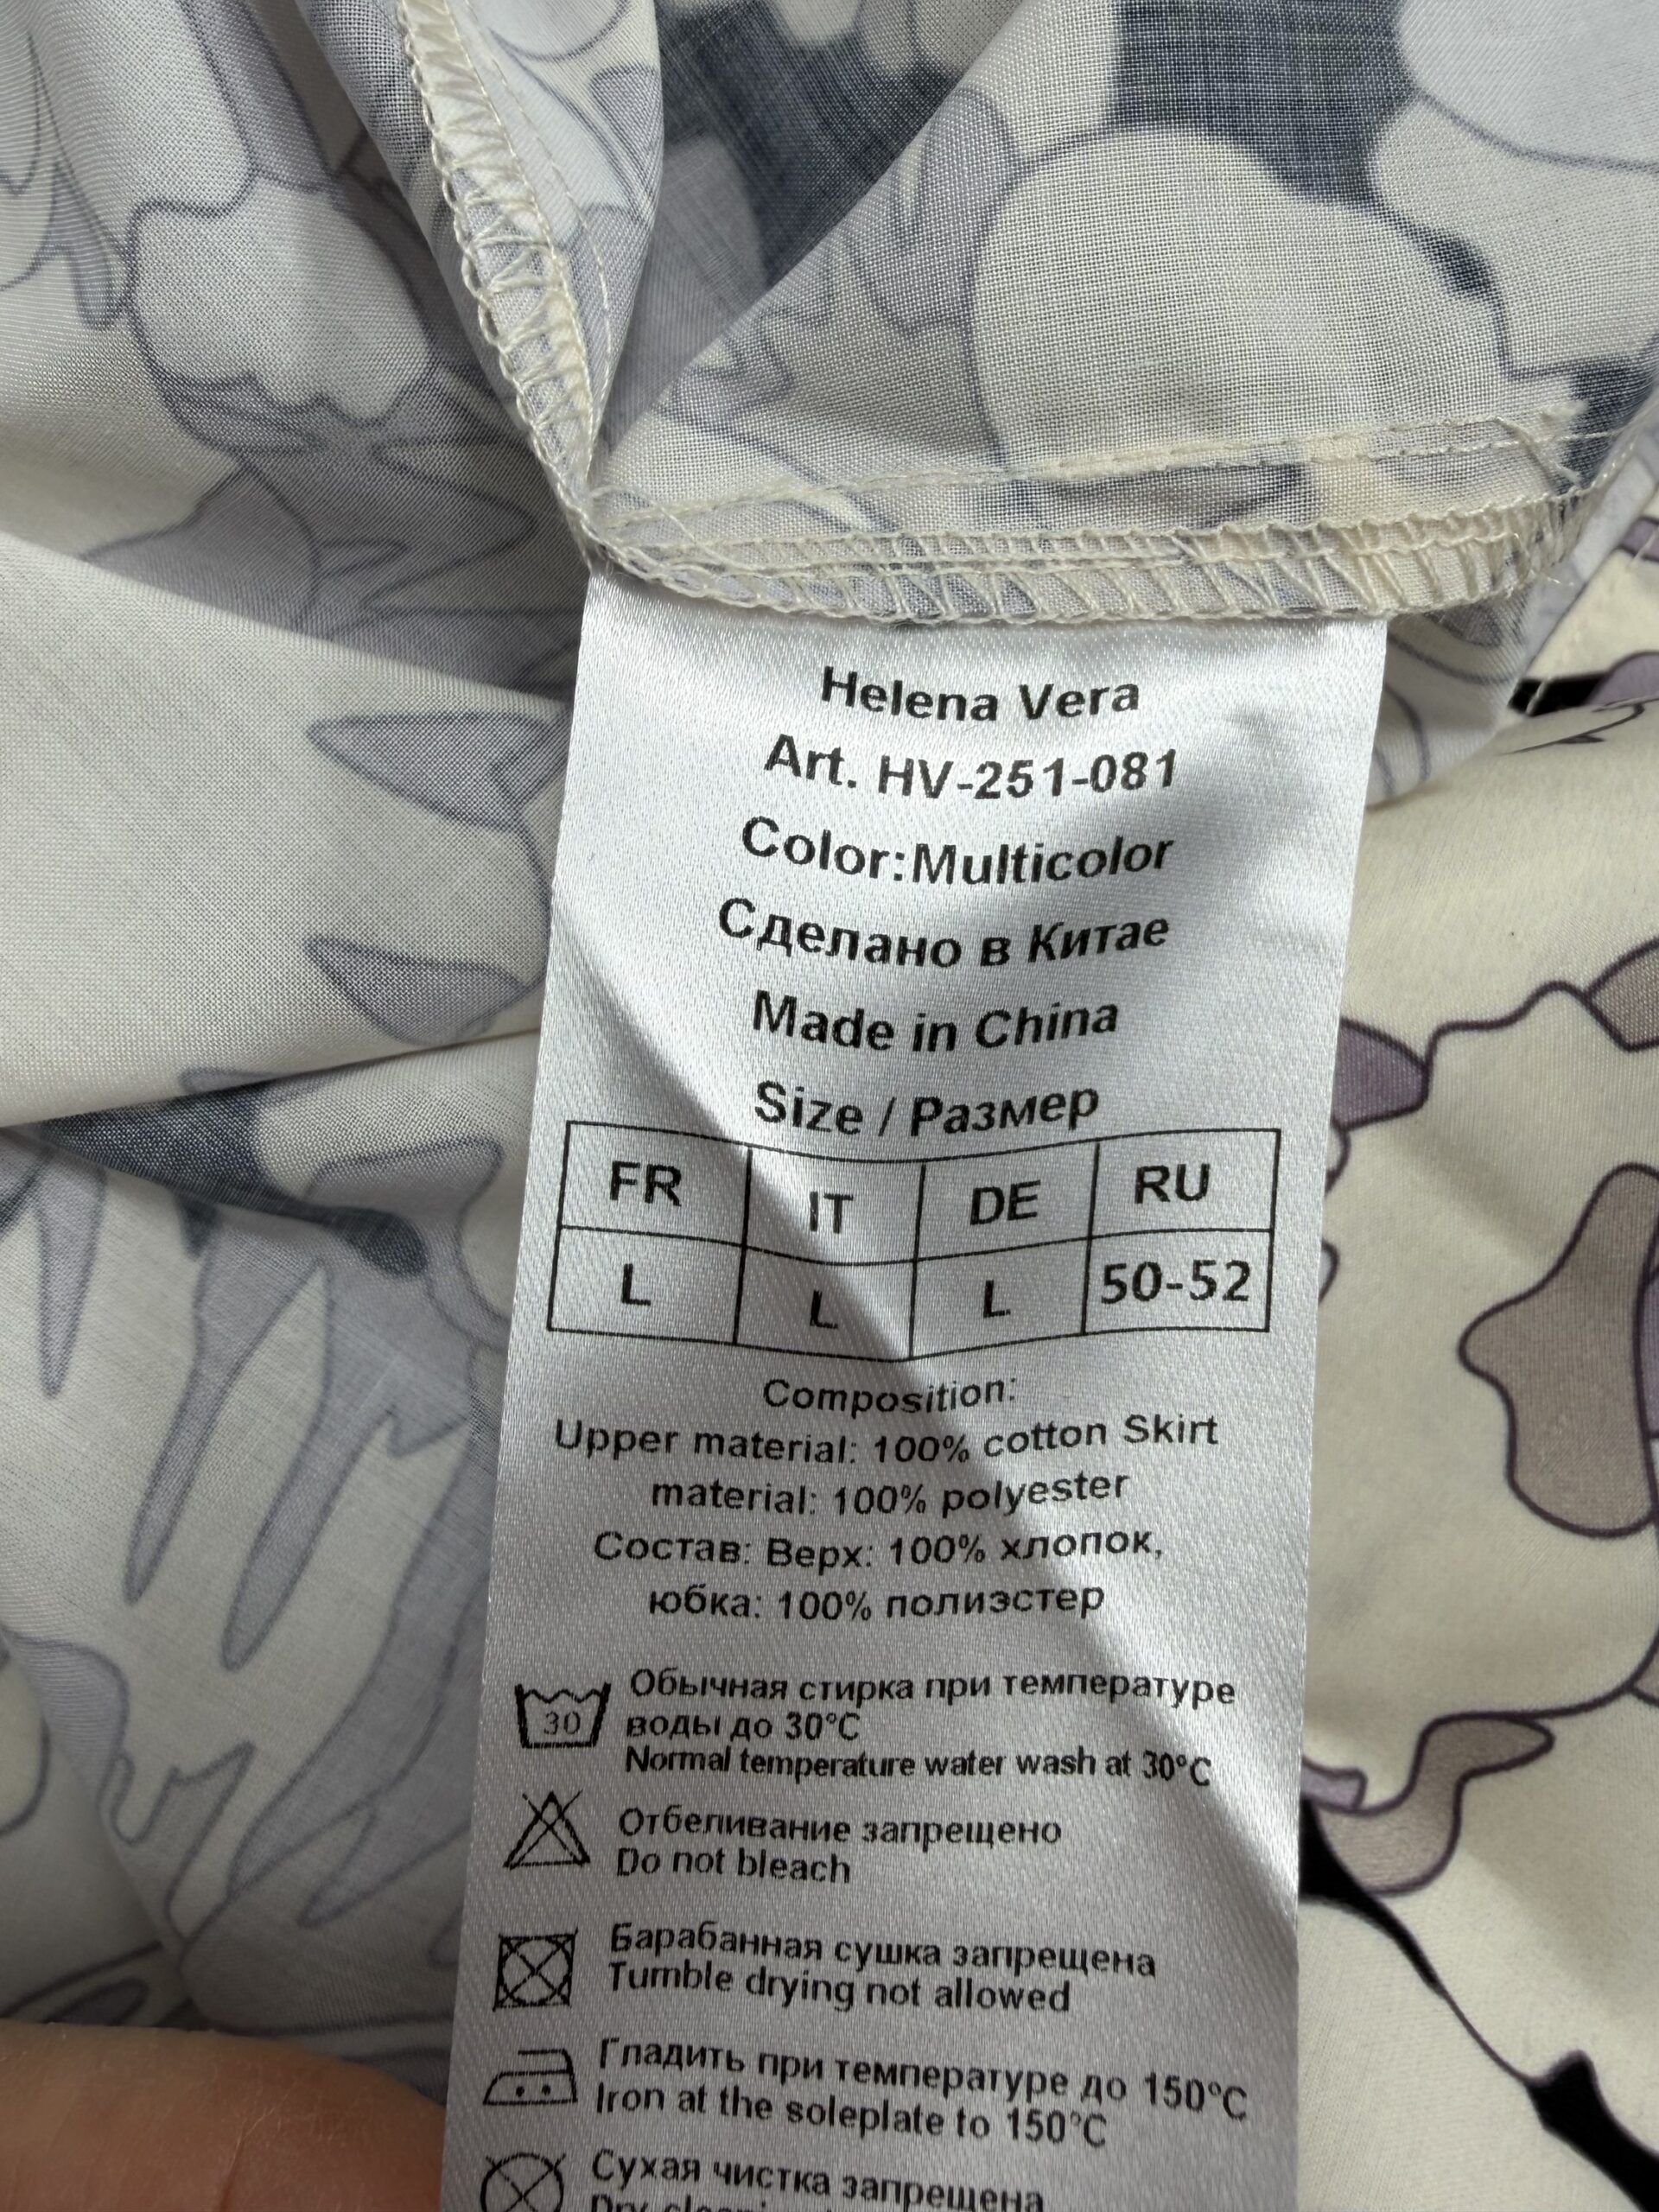 Helena Vera
Art. HV-251-081
Color:Multicolor
Сделано в Китае
Made in China
Size / Размер
FR IT DE RU
L L L 50-52
Composition:
Upper material: 100% cotton Skirt
material: 100% polyester
Состав: Верх: 100% хлопок,
юбка: 100% полиэстер
30
Обычная стирка при температуре
воды до 30°C
Normal temperature water wash at 30°C
Отбеливание запрещено
Do not bleach
Барабанная сушка запрещена
Tumble drying not allowed
Гладить при температуре до 150°C
Iron at the soleplate to 150°C
Сухая чистка запрещена